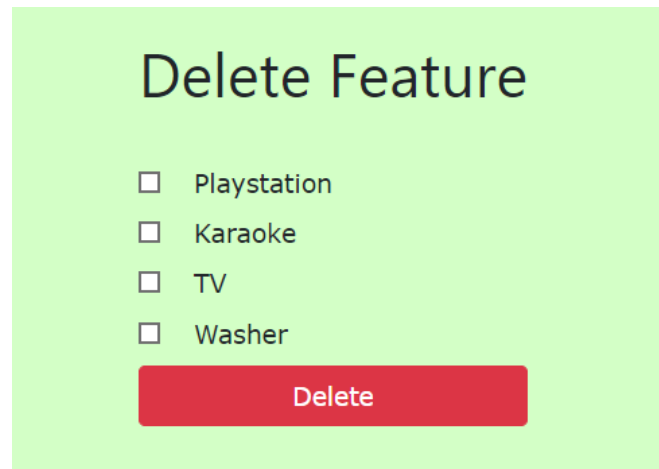 Delete Feature
Playstation
Karaoke
TV
Washer
Delete